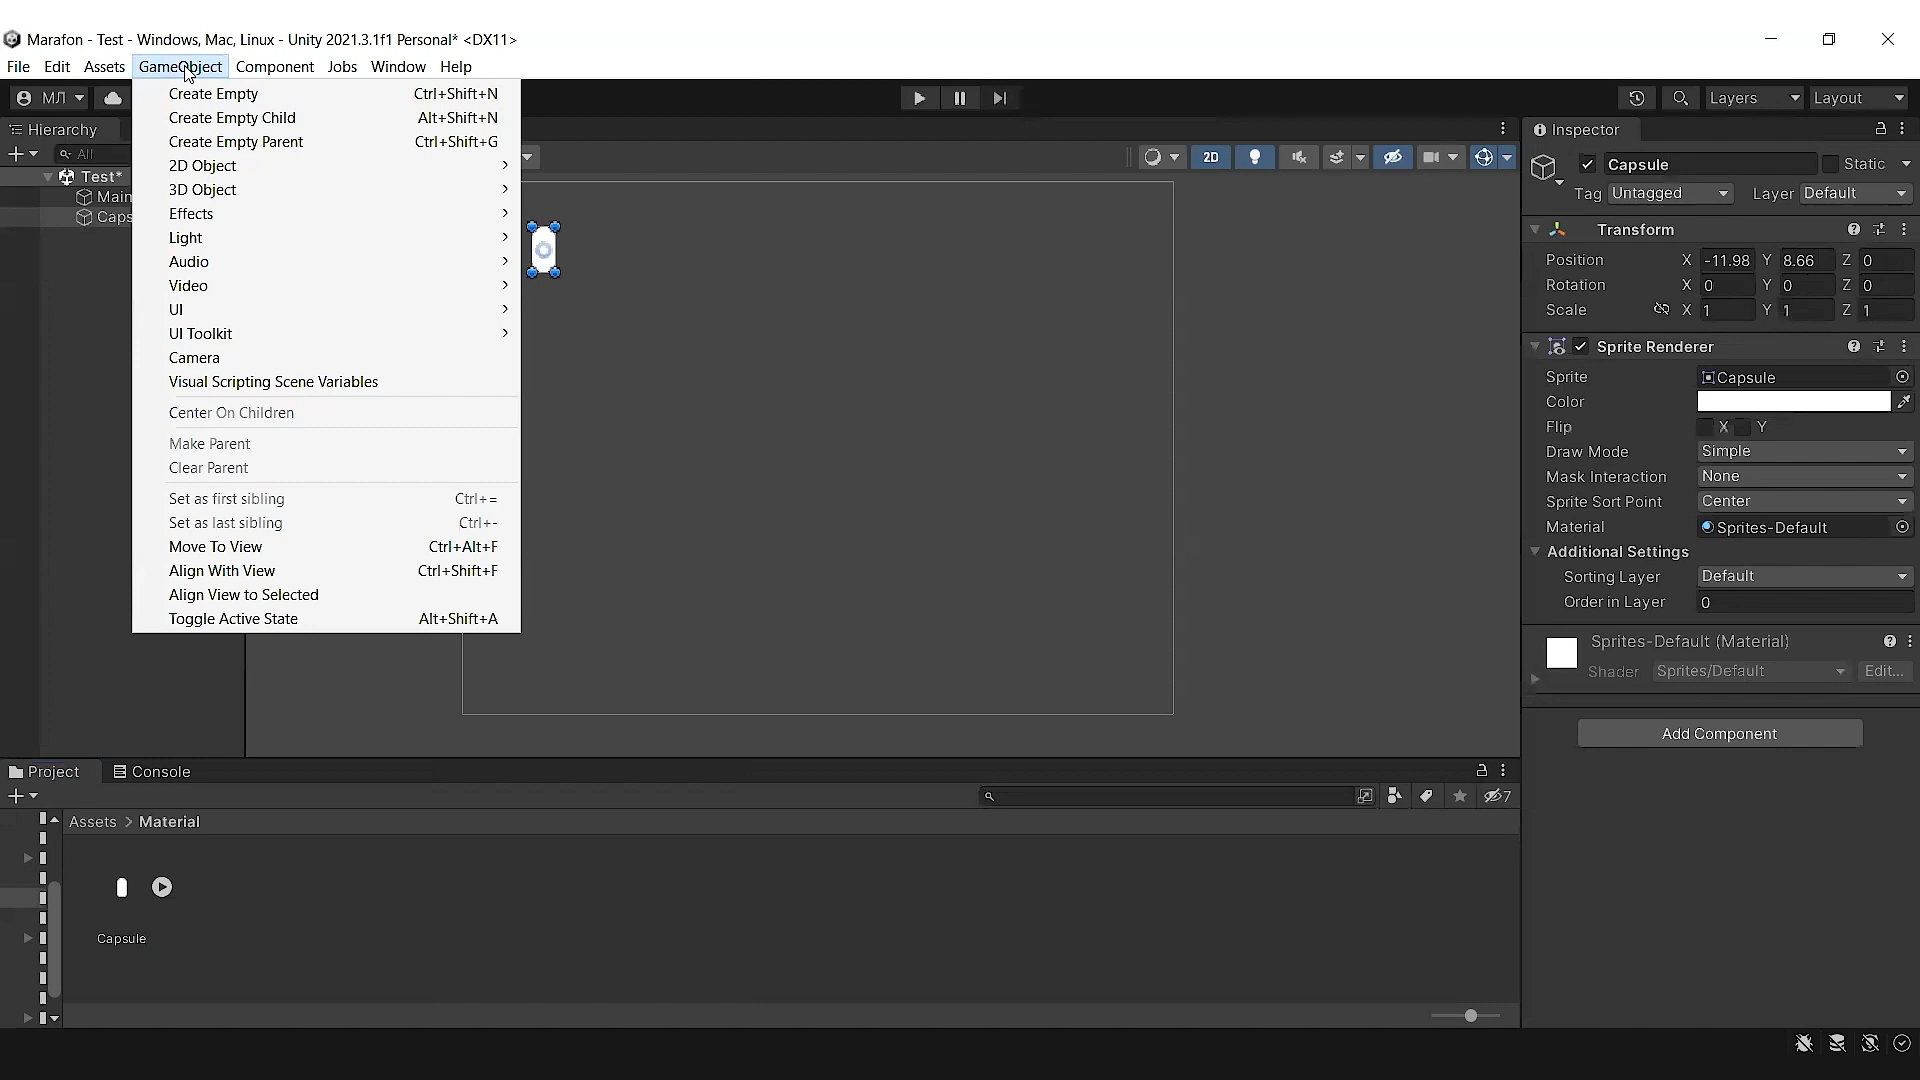 Marafon - Test - Windows, Mac, Linux - Unity 2021.3.1f1 Personal* <DX11>
File Edit Assets GameObject Component Jobs Window Help
МЛ Layers Layout
Hierarchy
All
Test*
Main
Caps
Create Empty Ctrl+Shift+N
Create Empty Child Alt+Shift+N
Create Empty Parent Ctrl+Shift+G
2D Object
3D Object
Effects
Light
Audio
Video
UI
UI Toolkit
Camera
Visual Scripting Scene Variables
Center On Children
Make Parent
Clear Parent
Set as first sibling Ctrl+=
Set as last sibling Ctrl+-
Move To View Ctrl+Alt+F
Align With View Ctrl+Shift+F
Align View to Selected
Toggle Active State Alt+Shift+A
2D
Inspector
Capsule Static
Tag Untagged Layer Default
Transform
Position X -11.98 Y 8.66 Z 0
Rotation X 0 Y 0 Z 0
Scale X 1 Y 1 Z 1
Sprite Renderer
Sprite Capsule
Color
Flip X Y
Draw Mode Simple
Mask Interaction None
Sprite Sort Point Center
Material Sprites-Default
Additional Settings
Sorting Layer Default
Order in Layer 0
Sprites-Default (Material)
Shader Sprites/Default Edit...
Add Component
Project Console
7
Assets > Material
Capsule